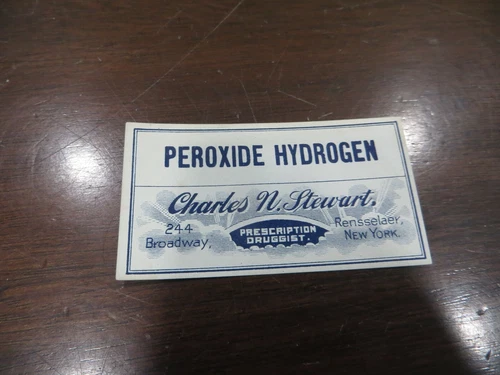 PEROXIDE HYDROGEN
Charles N. Stewart.
244 Broadway,
PRESCRIPTION DRUGGIST.
Rensselaer, NEW YORK.